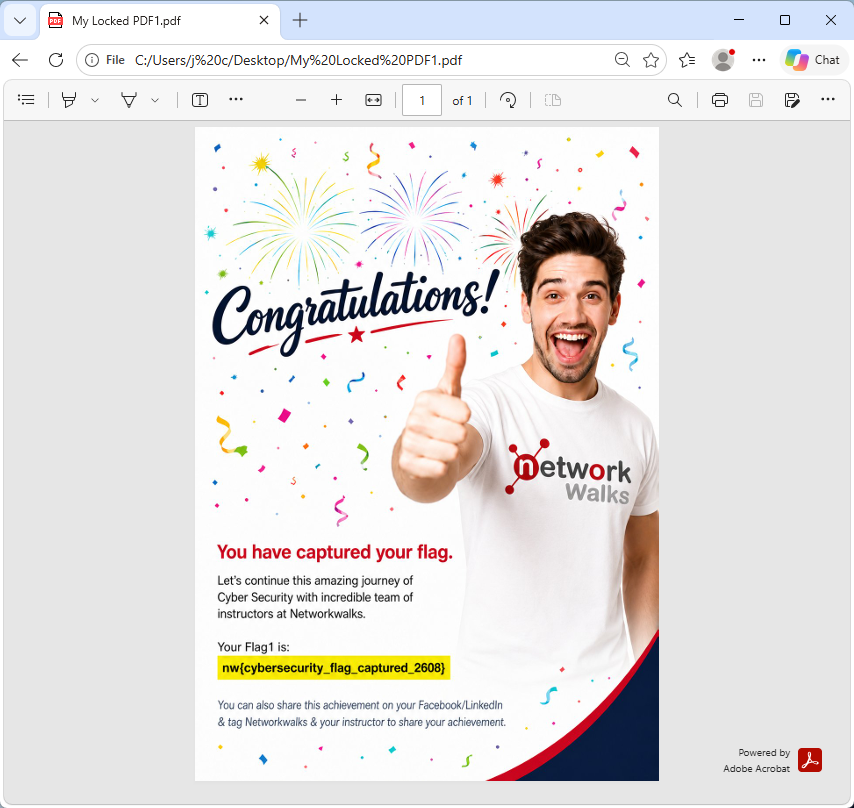 My Locked PDF1.pdf
File
C:/Users/j%20c/Desktop/My%20Locked%20PDF1.pdf
Chat
1
of 1
Congratulations!
network
Walks
You have captured your flag.
Let's continue this amazing journey of
Cyber Security with incredible team of
instructors at Networkwalks.
Your Flag1 is:
nw{cybersecurity_flag_captured_2608}
You can also share this achievement on your Facebook/LinkedIn
& tag Networkwalks & your instructor to share your achievement.
Powered by
Adobe Acrobat